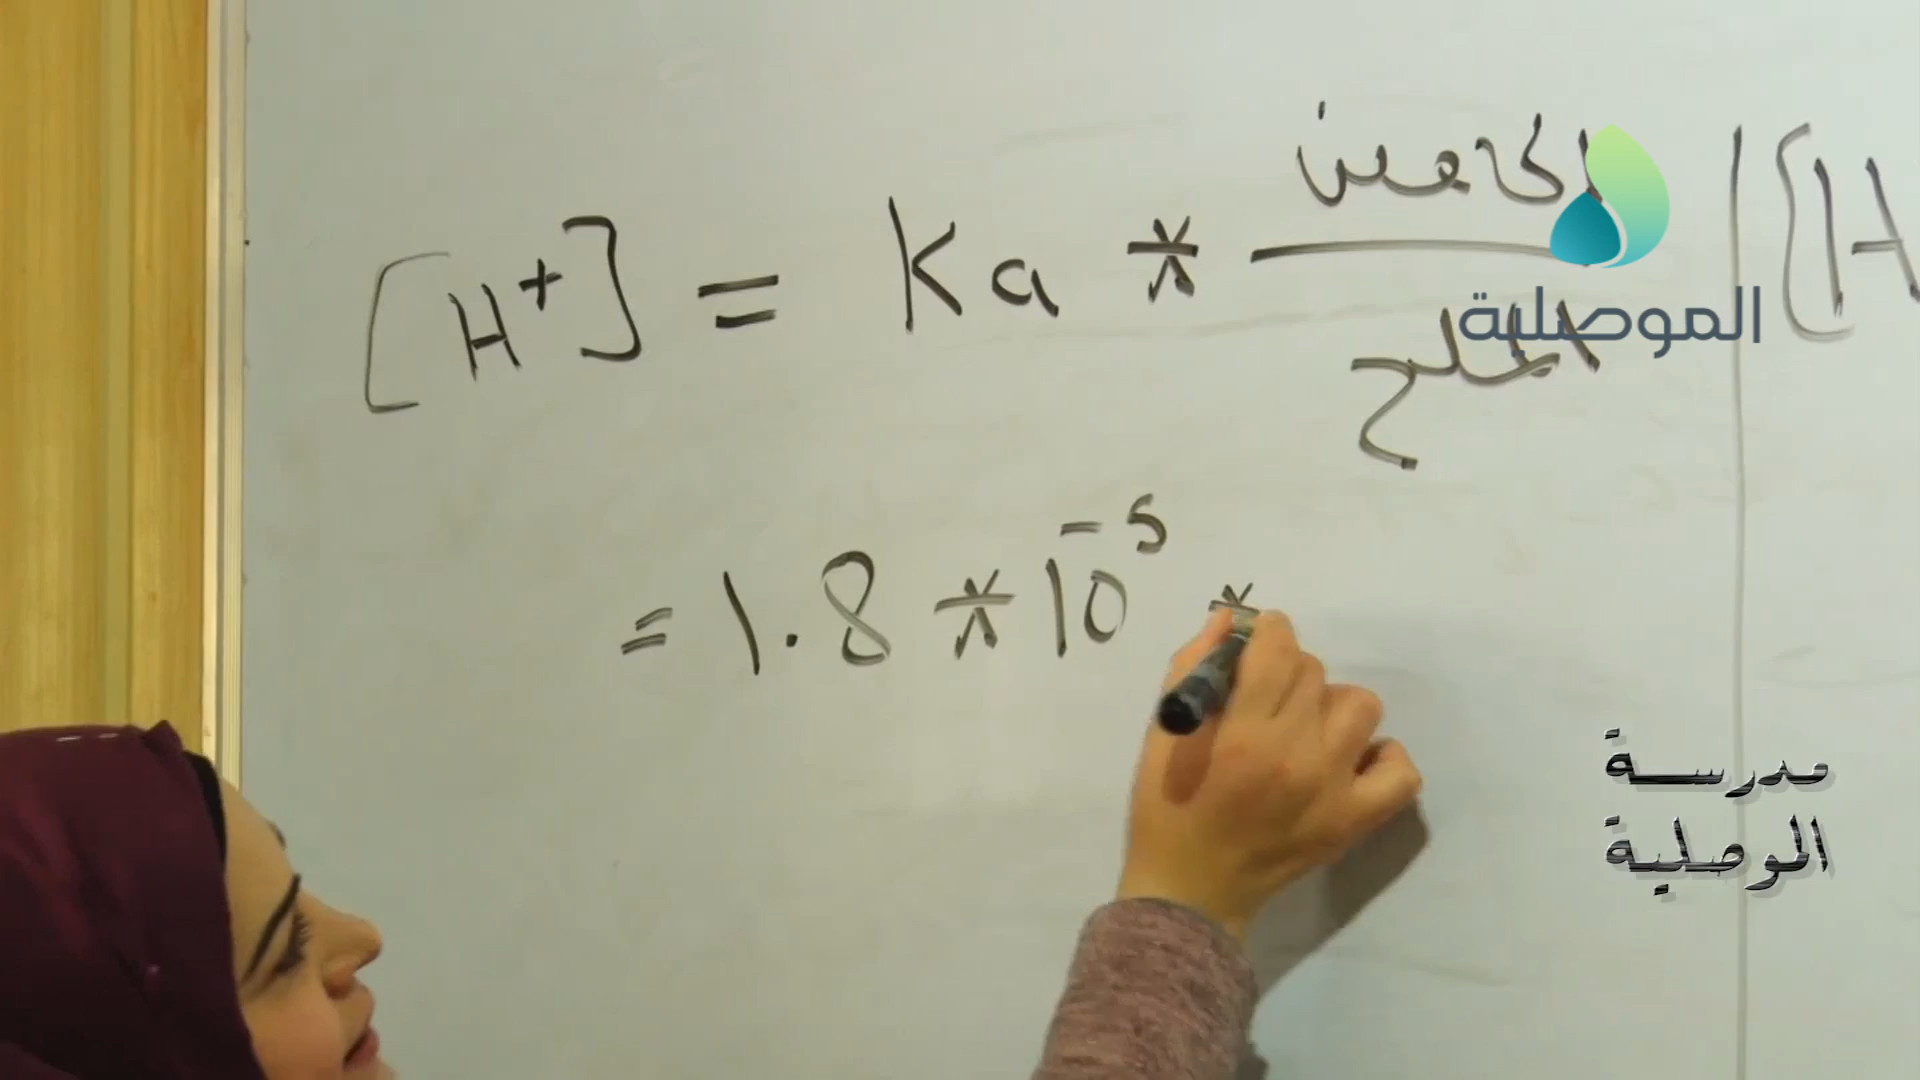 [H+] = Ka * الحمض / الملح
[H
= 1.8 * 10^-5 *
الموصلية
مدرسة
الموصلية